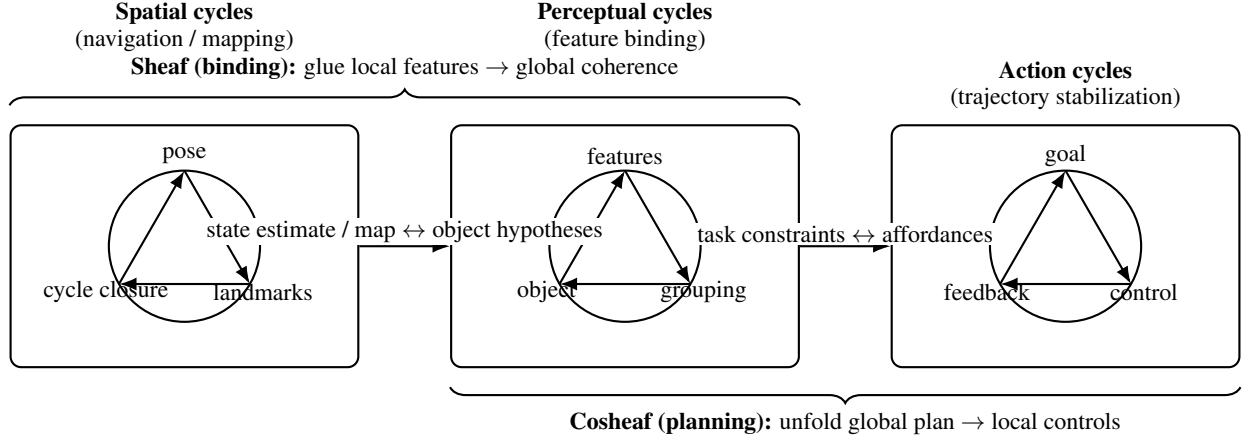 Spatial cycles
(navigation / mapping)
Perceptual cycles
(feature binding)
Sheaf (binding): glue local features → global coherence
Action cycles
(trajectory stabilization)
pose
features
goal
state estimate / map ↔ object hypotheses
task constraints ↔ affordances
cycle closure
landmarks
object
grouping
feedback
control
Cosheaf (planning): unfold global plan → local controls